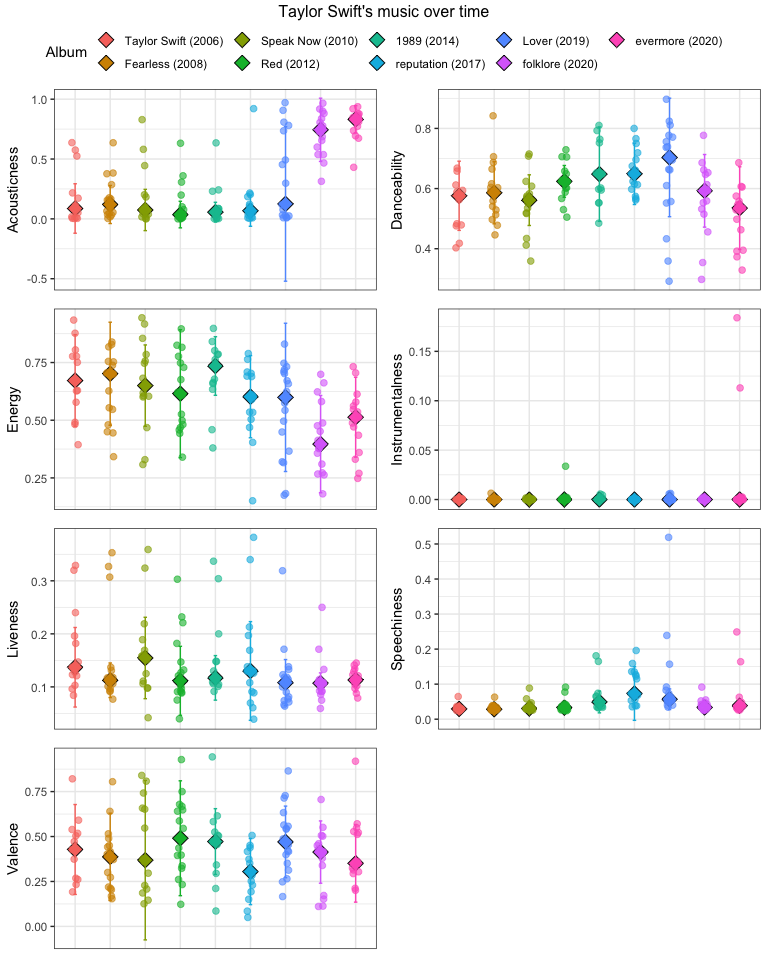 Taylor Swift's music over time
Album
Taylor Swift (2006) Speak Now (2010) 1989 (2014) Lover (2019) evermore (2020)
Fearless (2008) Red (2012) reputation (2017) folklore (2020)
Acousticness
1.0
0.5
0.0
-0.5
Danceability
0.8
0.6
0.4
Energy
0.75
0.50
0.25
Instrumentalness
0.15
0.10
0.05
0.00
Liveness
0.3
0.2
0.1
Speechiness
0.5
0.4
0.3
0.2
0.1
0.0
Valence
0.75
0.50
0.25
0.00